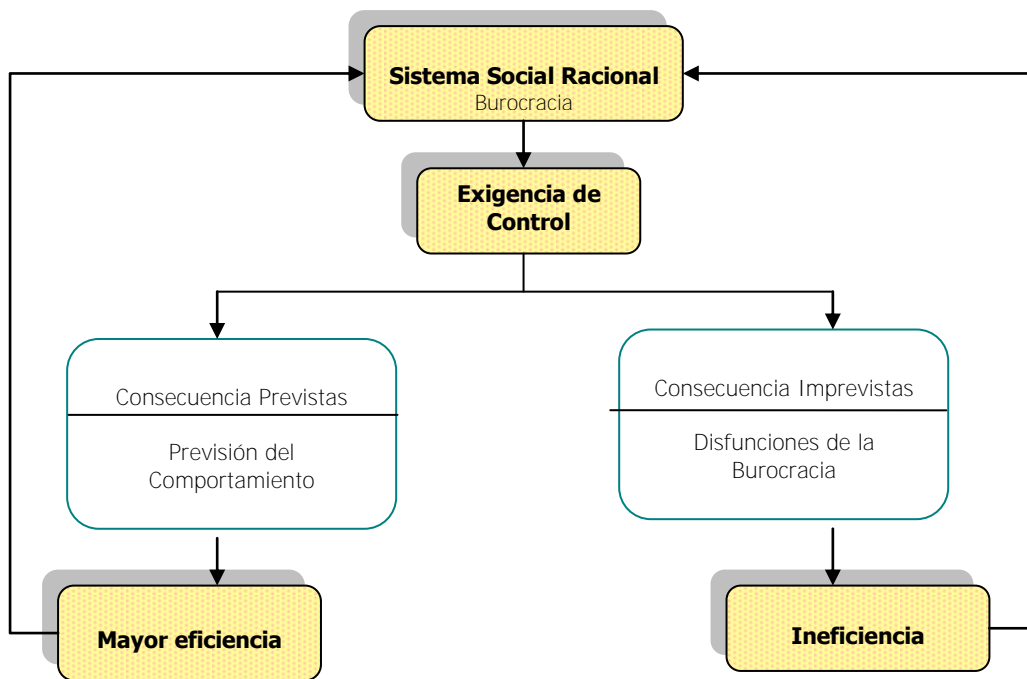 Sistema Social Racional
Burocracia
Exigencia de
Control
Consecuencia Previstas
Previsión del
Comportamiento
Consecuencia Imprevistas
Disfunciones de la
Burocracia
Mayor eficiencia
Ineficiencia